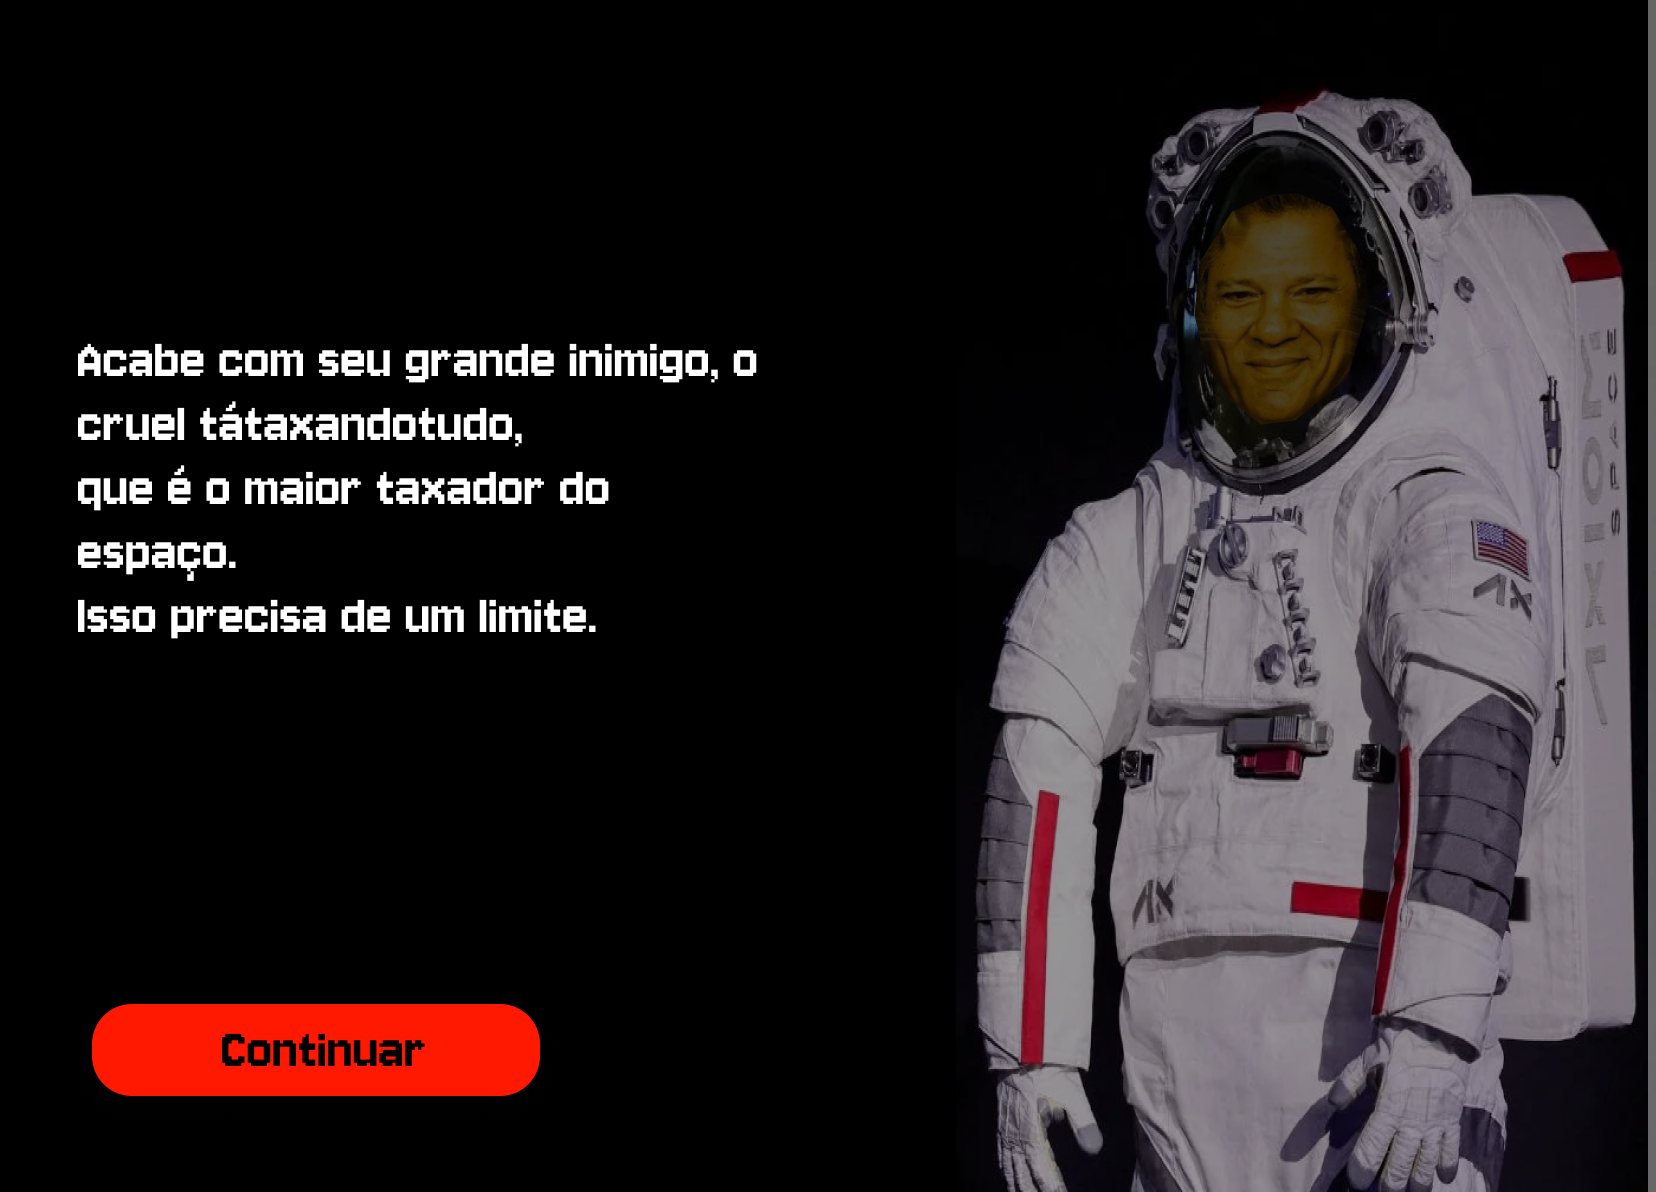 Acabe com seu grande inimigo, o
cruel tátaxandotudo,
que é o maior taxador do
espaço.
Isso precisa de um limite.
Continuar
AXIOM
SPACE
AX
AX